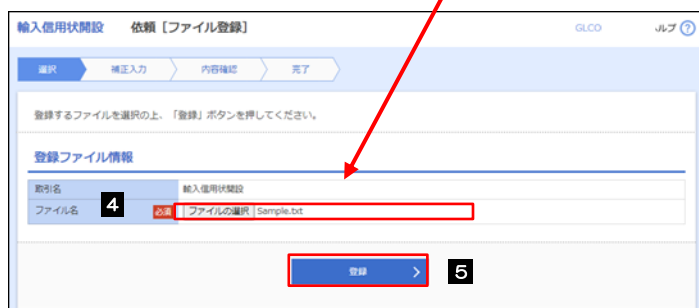 輸入信用状開設 依頼［ファイル登録］ GLCO ルプ ?
選択 補正入力 内容確認 完了
登録するファイルを選択の上、「登録」ボタンを押してください。
登録ファイル情報
取引名 輸入信用状開設
ファイル名 4 必須 ファイルの選択 Sample.txt
登録 5